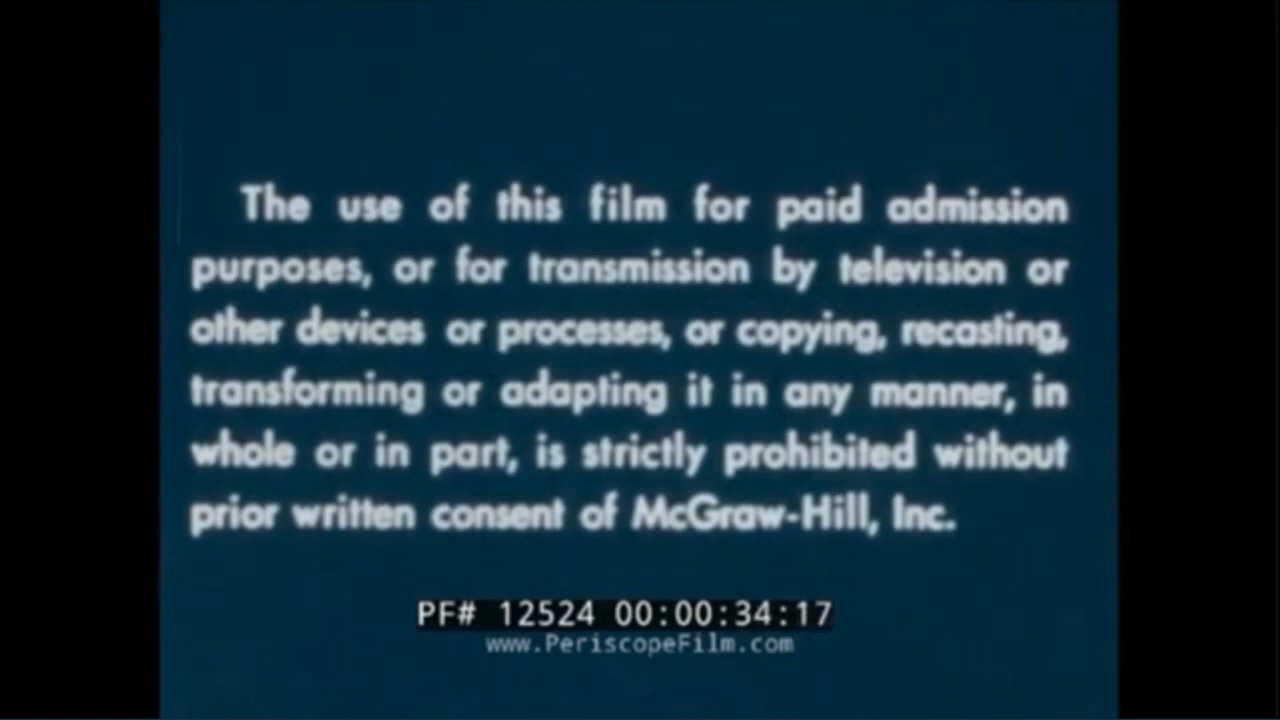 The use of this film for paid admission
purposes, or for transmission by television or
other devices or processes, or copying, recasting,
transforming or adapting it in any manner, in
whole or in part, is strictly prohibited without
prior written consent of McGraw-Hill, Inc.
PF# 12524 00:00:34:17
www.PeriscopeFilm.com